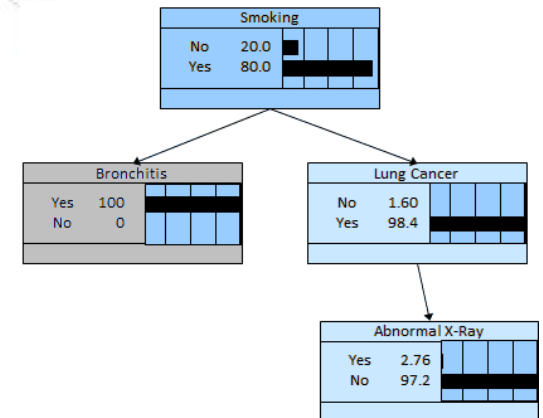 Smoking
No 20.0
Yes 80.0
Bronchitis
Yes 100
No 0
Lung Cancer
No 1.60
Yes 98.4
Abnormal X-Ray
Yes 2.76
No 97.2